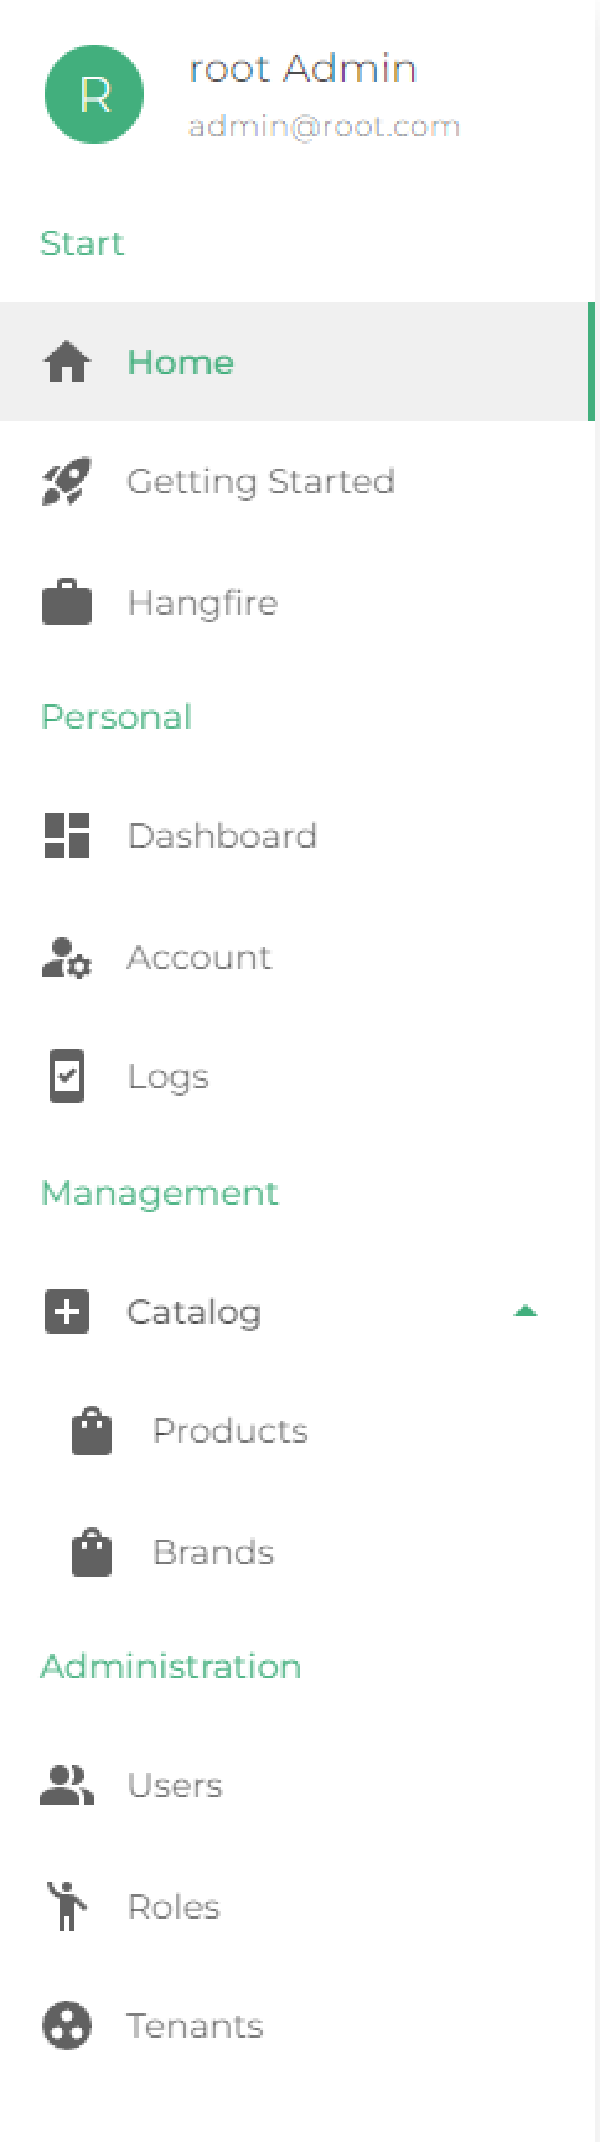 R
root Admin
admin@root.com
Start
Home
Getting Started
Hangfire
Personal
Dashboard
Account
Logs
Management
Catalog
Products
Brands
Administration
Users
Roles
Tenants